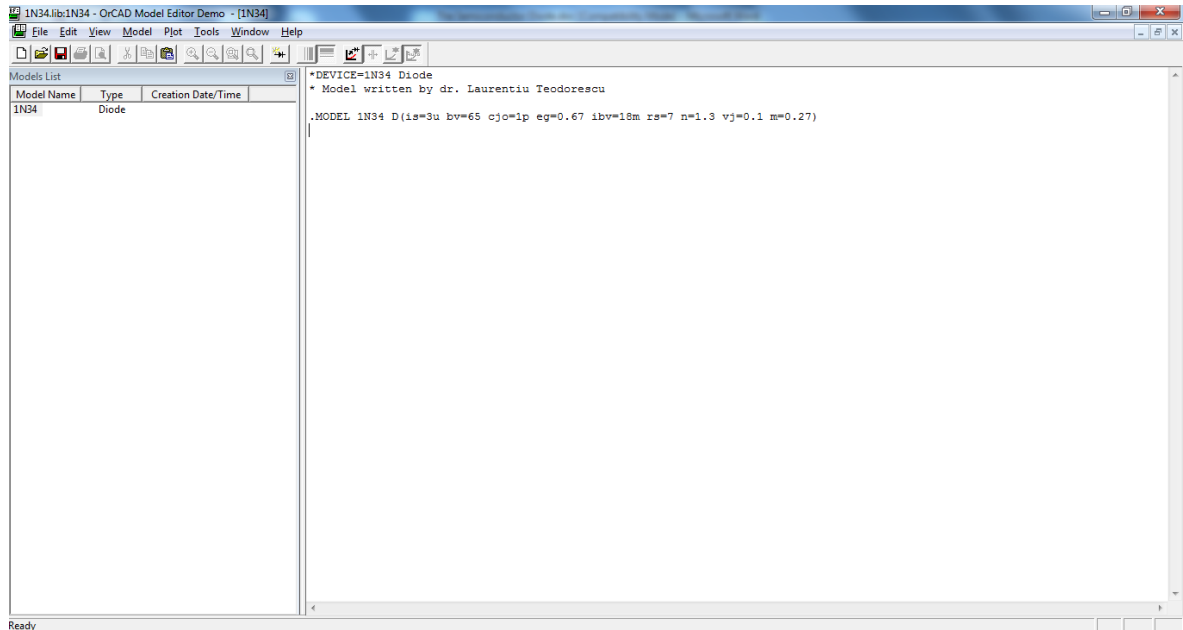 1N34.lib:1N34 - OrCAD Model Editor Demo - [1N34]
File Edit View Model Plot Tools Window Help
Models List
Model Name Type Creation Date/Time
1N34 Diode
*DEVICE=1N34 Diode
* Model written by dr. Laurentiu Teodorescu
.MODEL 1N34 D(is=3u bv=65 cjo=1p eg=0.67 ibv=18m rs=7 n=1.3 vj=0.1 m=0.27)
Ready